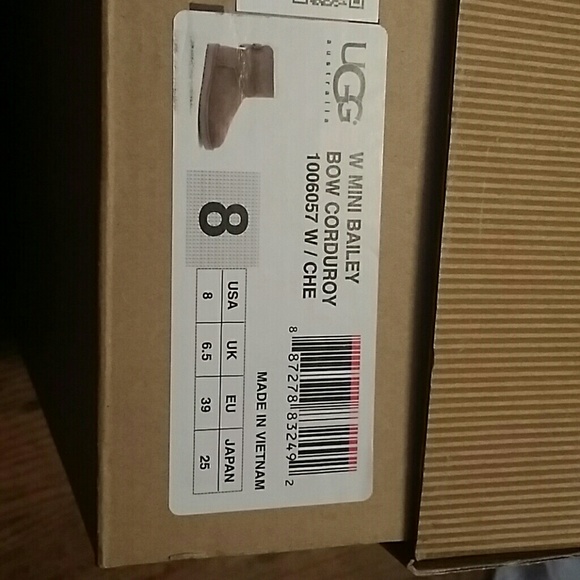 UGG®
australia
W MINI BAILEY
BOW CORDUROY
1006057 W / CHE
8
USA UK EU JAPAN
8 6.5 39 25
8 87278 83249 2
MADE IN VIETNAM